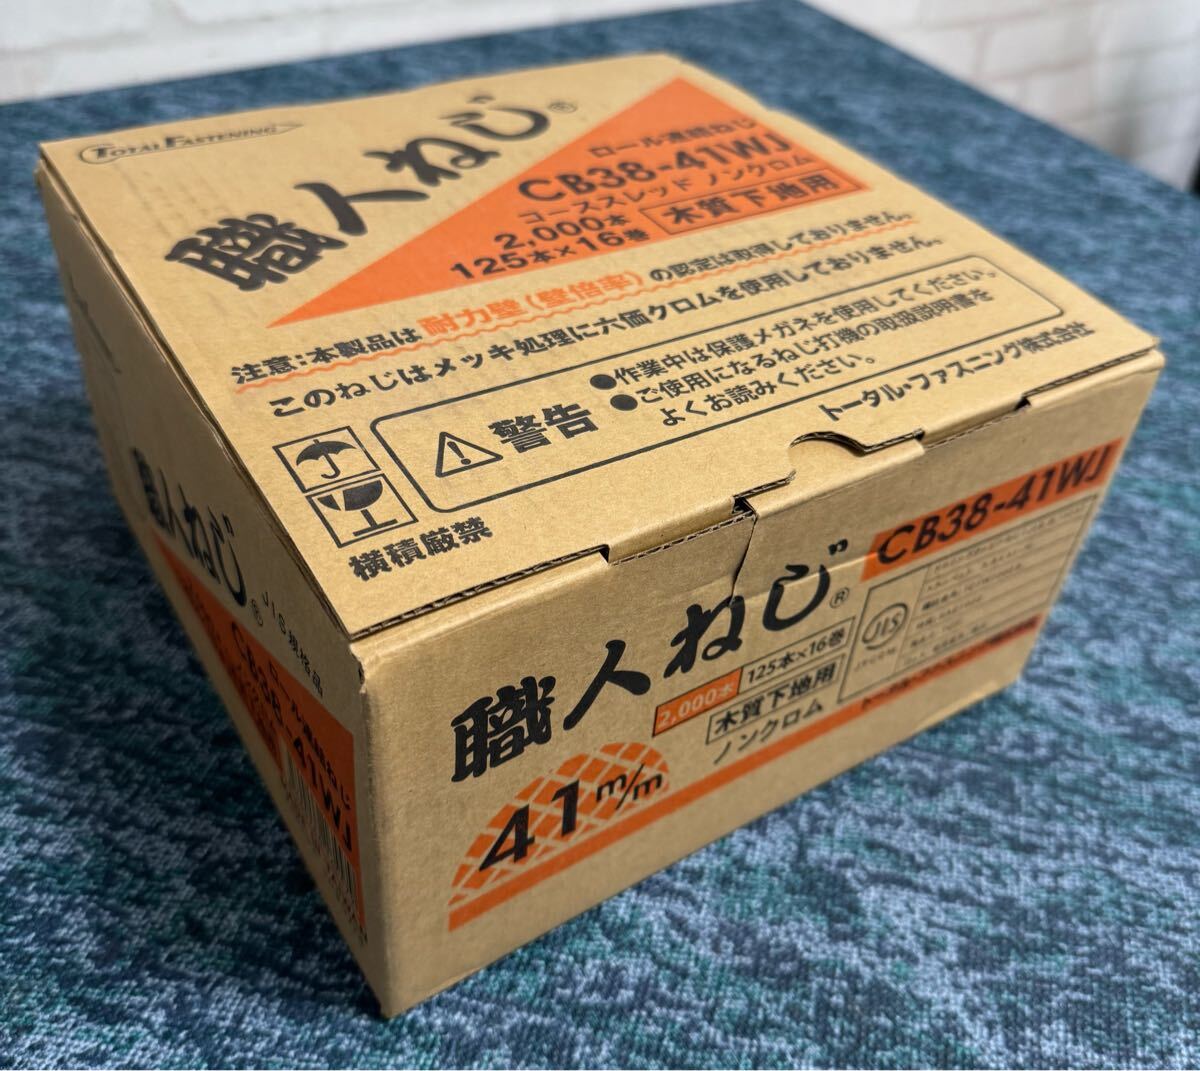 TOTAL FASTENING
職人ねじ®
ロール連結ねじ
CB38-41WJ
コーススレッド ノンクロム
2,000本
125本×16巻
木質下地用
注意:本製品は耐力壁(壁倍率)の認定は取得しておりません。
このねじはメッキ処理に六価クロムを使用しておりません。
警告
●作業中は保護メガネを使用してください。
●ご使用になるねじ打機の取扱説明書を
よくお読みください。
横積厳禁
トータル・ファスニング株式会社
職人ねじ®
JIS規格品
ロール連結ねじ
CB38-41WJ
職人ねじ®
CB38-41WJ
2,000本
125本×16巻
木質下地用
ノンクロム
JIS
41m/m